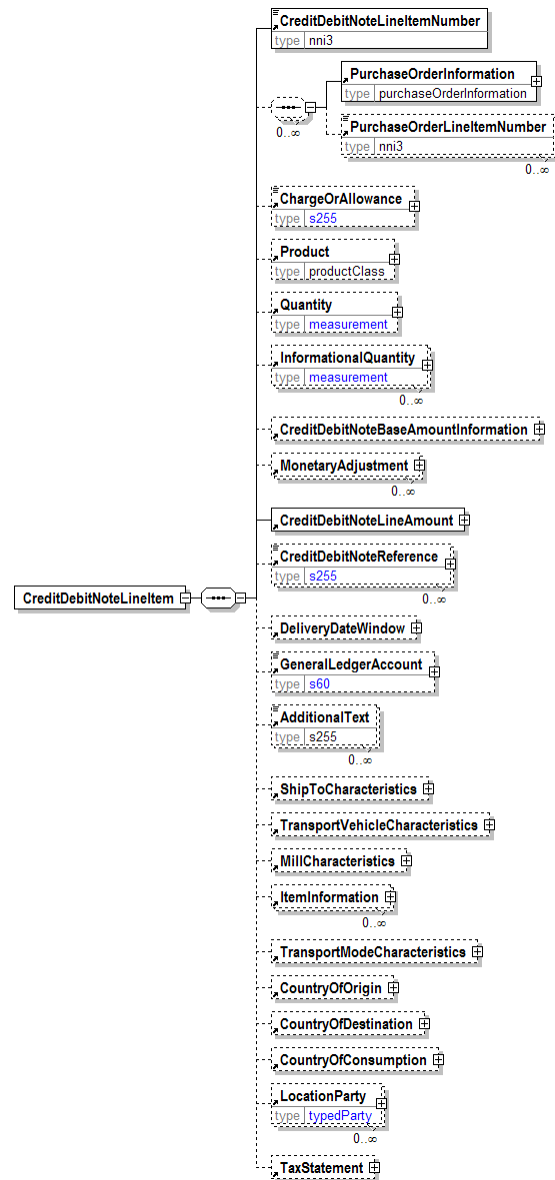 CreditDebitNoteLineItemNumber
type nni3
PurchaseOrderInformation
type purchaseOrderInformation
0..∞
PurchaseOrderLineItemNumber
type nni3
0..∞
ChargeOrAllowance
type s255
Product
type productClass
Quantity
type measurement
InformationalQuantity
type measurement
0..∞
CreditDebitNoteBaseAmountInformation
MonetaryAdjustment
0..∞
CreditDebitNoteLineAmount
CreditDebitNoteReference
type s255
0..∞
CreditDebitNoteLineItem
DeliveryDateWindow
GeneralLedgerAccount
type s60
AdditionalText
type s255
0..∞
ShipToCharacteristics
TransportVehicleCharacteristics
MillCharacteristics
ItemInformation
0..∞
TransportModeCharacteristics
CountryOfOrigin
CountryOfDestination
CountryOfConsumption
LocationParty
type typedParty
0..∞
TaxStatement